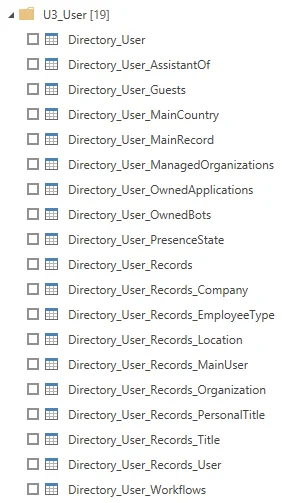 U3_User [19]
Directory_User
Directory_User_AssistantOf
Directory_User_Guests
Directory_User_MainCountry
Directory_User_MainRecord
Directory_User_ManagedOrganizations
Directory_User_OwnedApplications
Directory_User_OwnedBots
Directory_User_PresenceState
Directory_User_Records
Directory_User_Records_Company
Directory_User_Records_EmployeeType
Directory_User_Records_Location
Directory_User_Records_MainUser
Directory_User_Records_Organization
Directory_User_Records_PersonalTitle
Directory_User_Records_Title
Directory_User_Records_User
Directory_User_Workflows